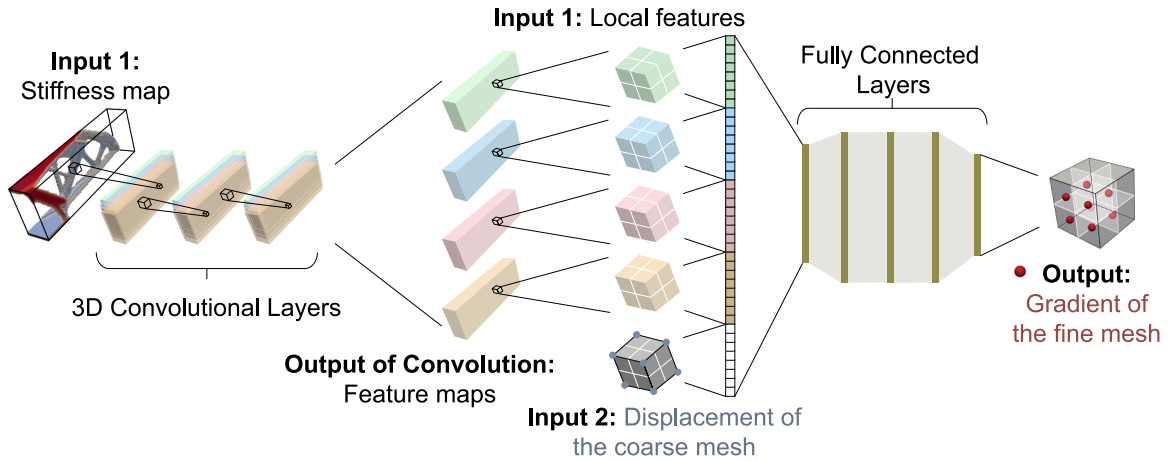 Input 1: Local features
Input 1:
Stiffness map
Fully Connected
Layers
3D Convolutional Layers
Output of Convolution:
Feature maps
Input 2: Displacement of
the coarse mesh
Output:
Gradient of
the fine mesh